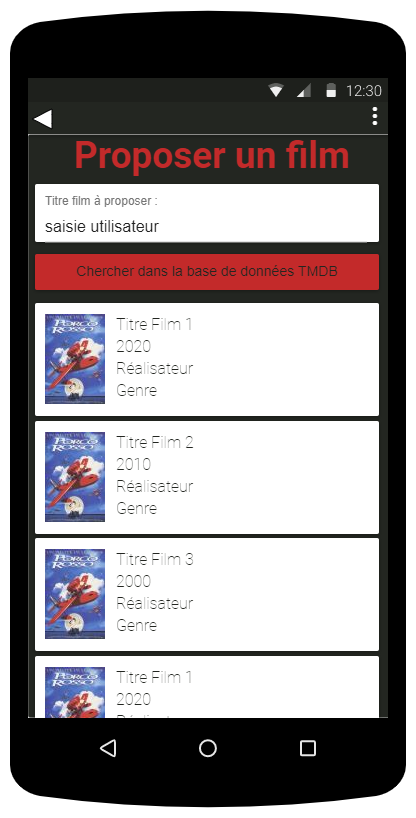 12:30
Proposer un film
Titre film à proposer :
saisie utilisateur
Chercher dans la base de données TMDB
PORCO
ROSSO
Titre Film 1
2020
Réalisateur
Genre
PORCO
ROSSO
Titre Film 2
2010
Réalisateur
Genre
PORCO
ROSSO
Titre Film 3
2000
Réalisateur
Genre
PORCO
ROSSO
Titre Film 1
2020
Réalisateur